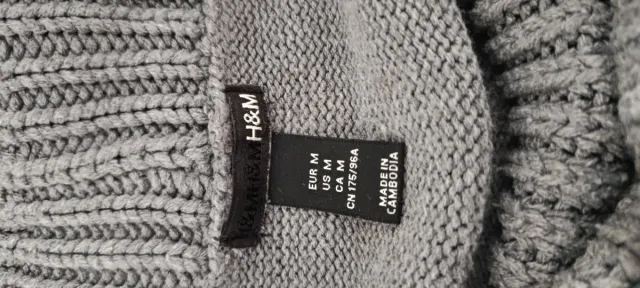 H&M
EUR M
US M
CA M
CN 175/96A
MADE IN
CAMBODIA